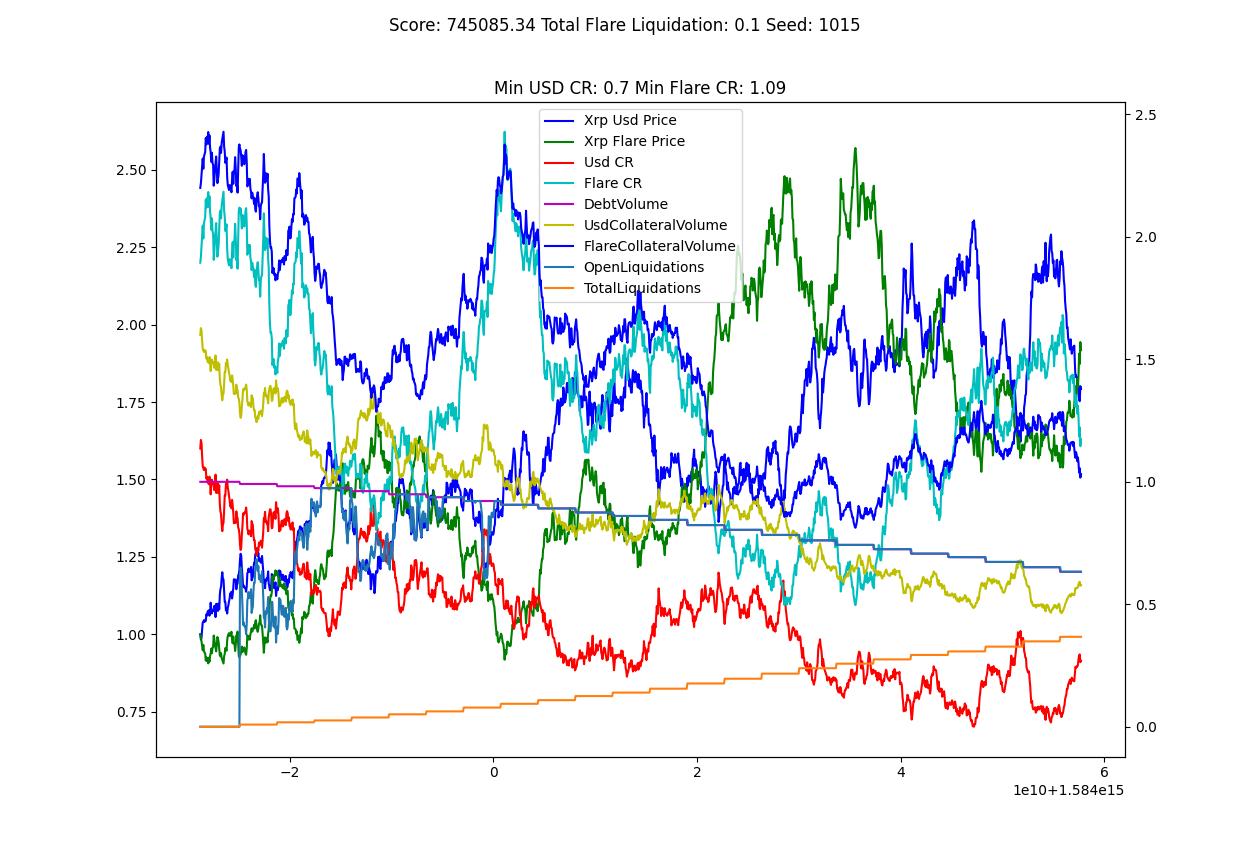 Score: 745085.34 Total Flare Liquidation: 0.1 Seed: 1015
Min USD CR: 0.7 Min Flare CR: 1.09
Xrp Usd Price
Xrp Flare Price
Usd CR
Flare CR
DebtVolume
UsdCollateralVolume
FlareCollateralVolume
OpenLiquidations
TotalLiquidations
2.50
2.25
2.00
1.75
1.50
1.25
1.00
0.75
2.5
2.0
1.5
1.0
0.5
0.0
−2 0 2 4 6
1e10+1.584e15